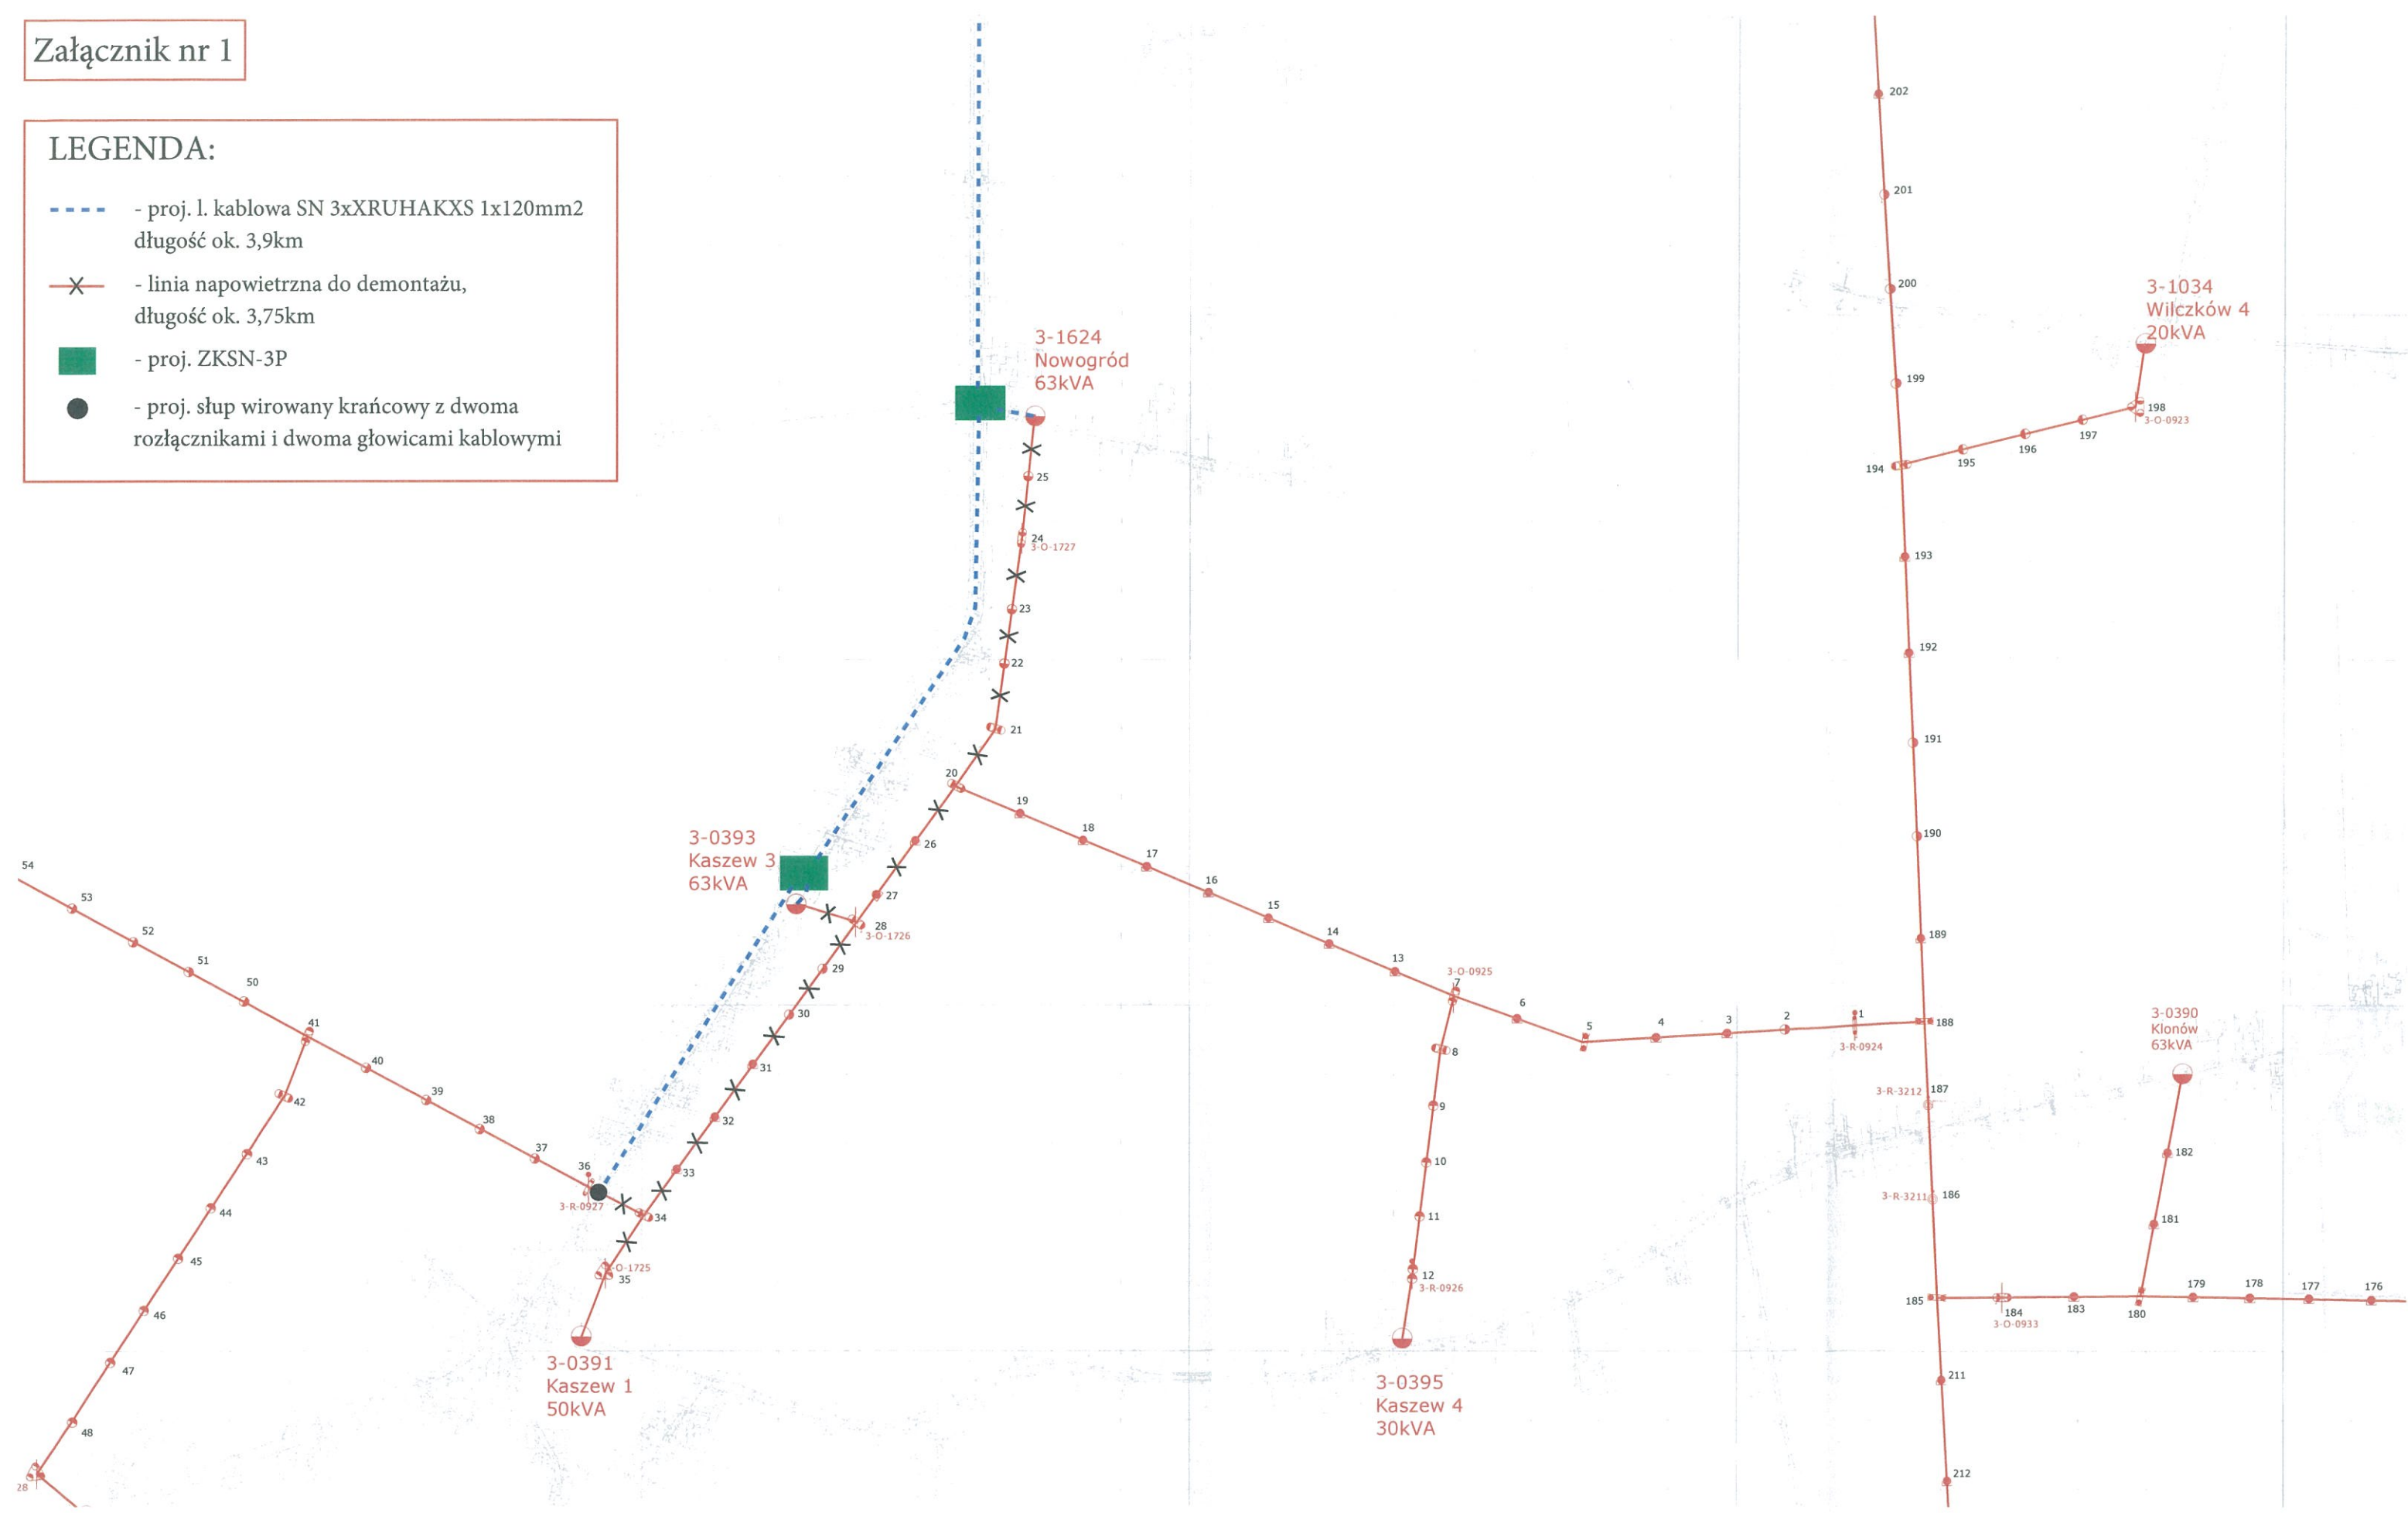 Załącznik nr 1
LEGENDA:
- proj. l. kablowa SN 3xXRUHAKXS 1x120mm2
długość ok. 3,9km
- linia napowietrzna do demontażu,
długość ok. 3,75km
- proj. ZKSN-3P
- proj. słup wirowany krańcowy z dwoma
rozłącznikami i dwoma głowicami kablowymi
202
201
200
199
3-1034
Wilczków 4
20kVA
198
3-O-0923
197
196
195
194
193
192
191
190
189
188
3-1624
Nowogród
63kVA
25
24
3-O-1727
23
22
21
20
19
18
17
16
15
14
13
3-O-0925
7
6
5
4
3
2
1
3-R-0924
26
27
3-0393
Kaszew 3
63kVA
28
3-O-1726
29
30
31
32
33
34
54
53
52
51
50
41
40
39
38
37
36
3-R-0927
42
43
44
45
46
47
48
28
O-1725
35
3-0391
Kaszew 1
50kVA
8
9
10
11
12
3-R-0926
3-0395
Kaszew 4
30kVA
3-R-3212
187
3-R-3211
186
3-0390
Klonów
63kVA
182
181
185
184
3-O-0933
183
180
179
178
177
176
211
212